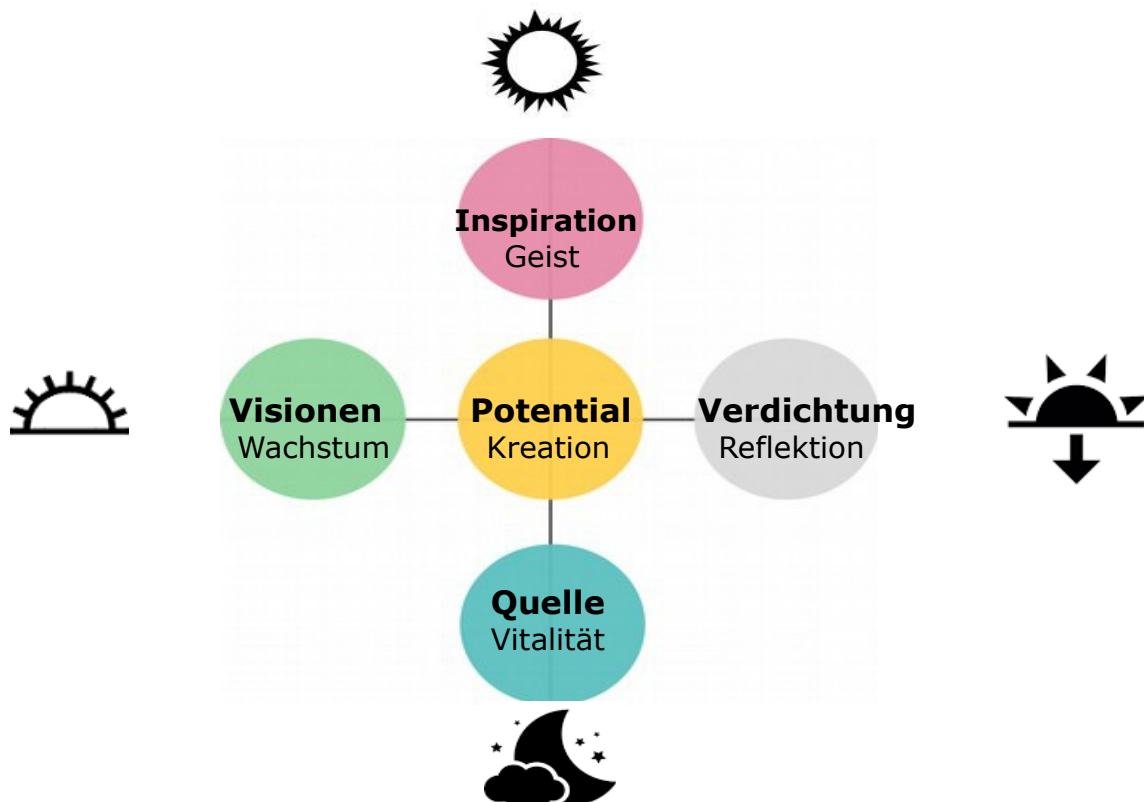 Inspiration
Geist
Visionen
Wachstum
Potential
Kreation
Verdichtung
Reflektion
Quelle
Vitalität